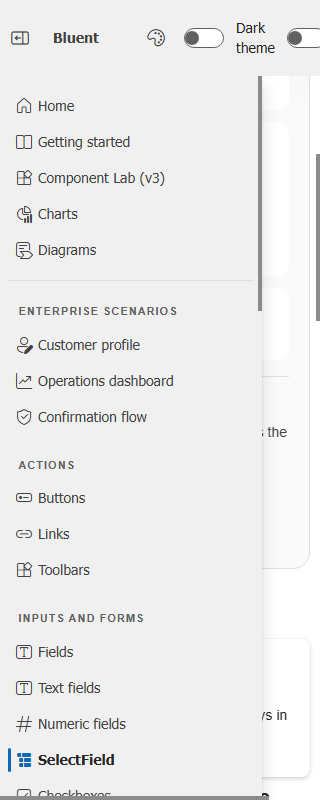 Bluent
Dark
theme
Home
Getting started
Component Lab (v3)
Charts
Diagrams
ENTERPRISE SCENARIOS
Customer profile
Operations dashboard
Confirmation flow
s the
ACTIONS
Buttons
Links
Toolbars
INPUTS AND FORMS
Fields
Text fields
Numeric fields
/s in
SelectField
Checkboxes